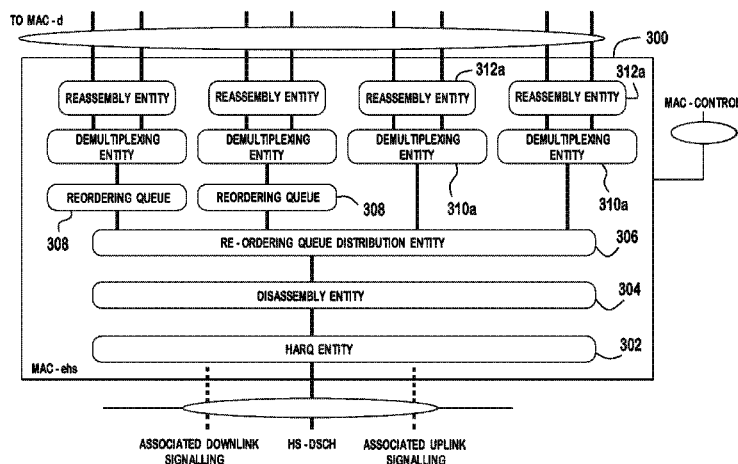 TO MAC-d
300
312a
312a
REASSEMBLY ENTITY
REASSEMBLY ENTITY
REASSEMBLY ENTITY
REASSEMBLY ENTITY
MAC-CONTROL
DEMULTIPLEXING
ENTITY
DEMULTIPLEXING
ENTITY
DEMULTIPLEXING
ENTITY
DEMULTIPLEXING
ENTITY
REORDERING QUEUE
REORDERING QUEUE
308
308
310a
310a
RE-ORDERING QUEUE DISTRIBUTION ENTITY
306
DISASSEMBLY ENTITY
304
HARQ ENTITY
302
MAC-ehs
ASSOCIATED DOWNLINK
SIGNALLING
HS-DSCH
ASSOCIATED UPLINK
SIGNALLING